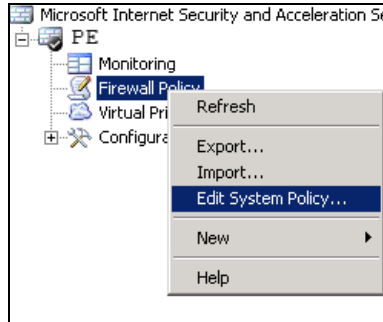 Microsoft Internet Security and Acceleration Se
PE
Monitoring
Firewall Policy
Virtual Pri
Configura
Refresh
Export...
Import...
Edit System Policy...
New
Help